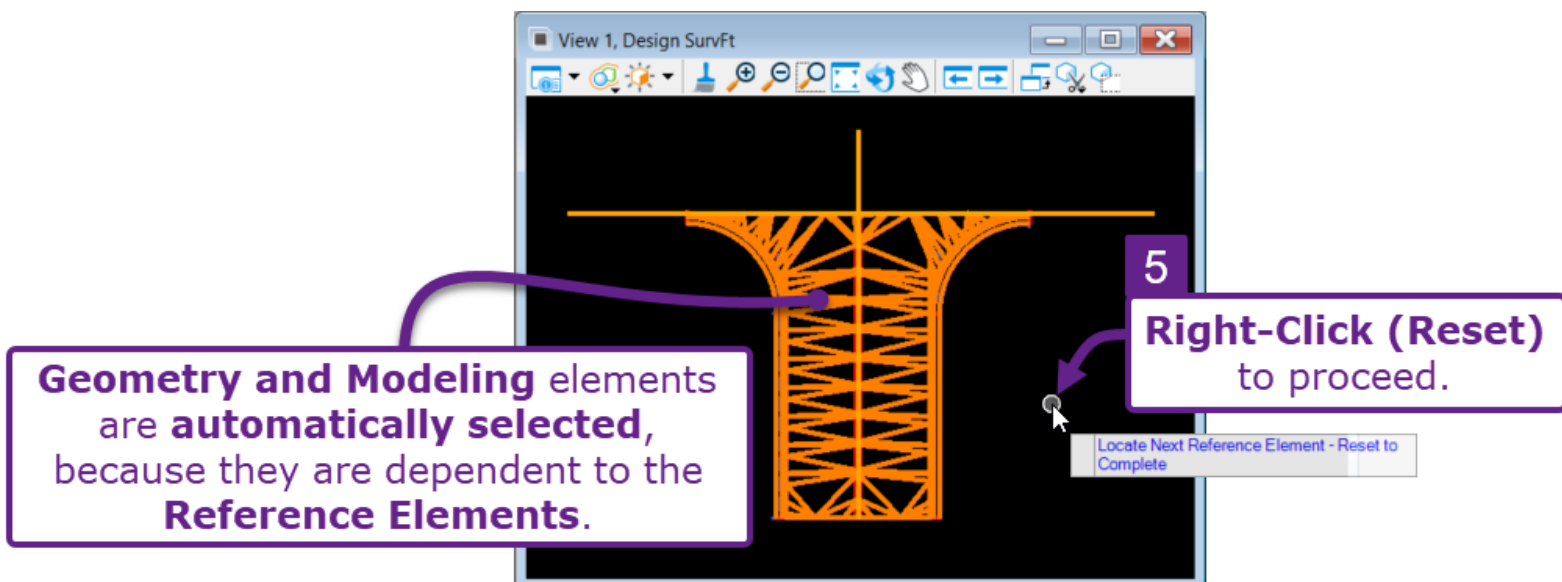 View 1, Design SurvFt
5
Right-Click (Reset)
to proceed.
Geometry and Modeling elements
are automatically selected,
because they are dependent to the
Reference Elements.
Locate Next Reference Element - Reset to
Complete